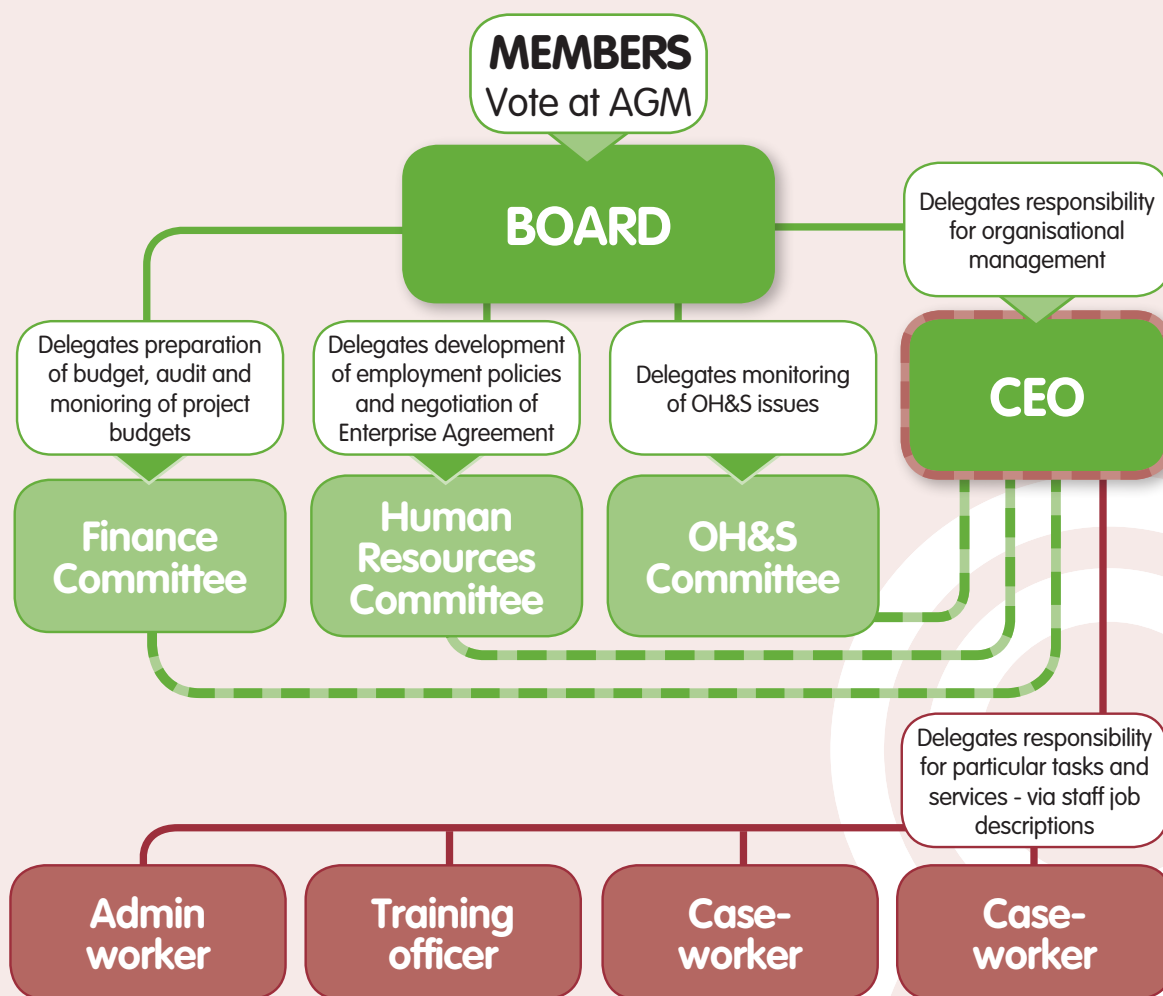 MEMBERS
Vote at AGM
BOARD
Delegates responsibility
for organisational
management
Delegates preparation
of budget, audit and
monioring of project
budgets
Delegates development
of employment policies
and negotiation of
Enterprise Agreement
Delegates monitoring
of OH&S issues
CEO
Finance
Committee
Human
Resources
Committee
OH&S
Committee
Delegates responsibility
for particular tasks and
services - via staff job
descriptions
Admin
worker
Training
officer
Case-
worker
Case-
worker